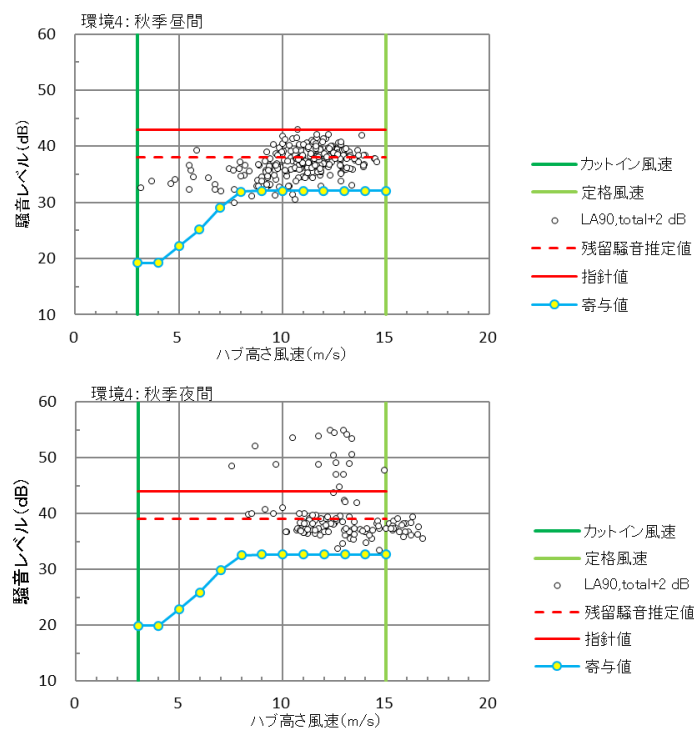 環境4：秋季昼間
60
50
40
30
20
10
騒音レベル（dB）
0 5 10 15 20
ハブ高さ風速(m/s)
カットイン風速
定格風速
LA90,total+2 dB
残留騒音推定値
指針値
寄与値
環境4：秋季夜間
60
50
40
30
20
10
騒音レベル（dB）
0 5 10 15 20
ハブ高さ風速(m/s)
カットイン風速
定格風速
LA90,total+2 dB
残留騒音推定値
指針値
寄与値